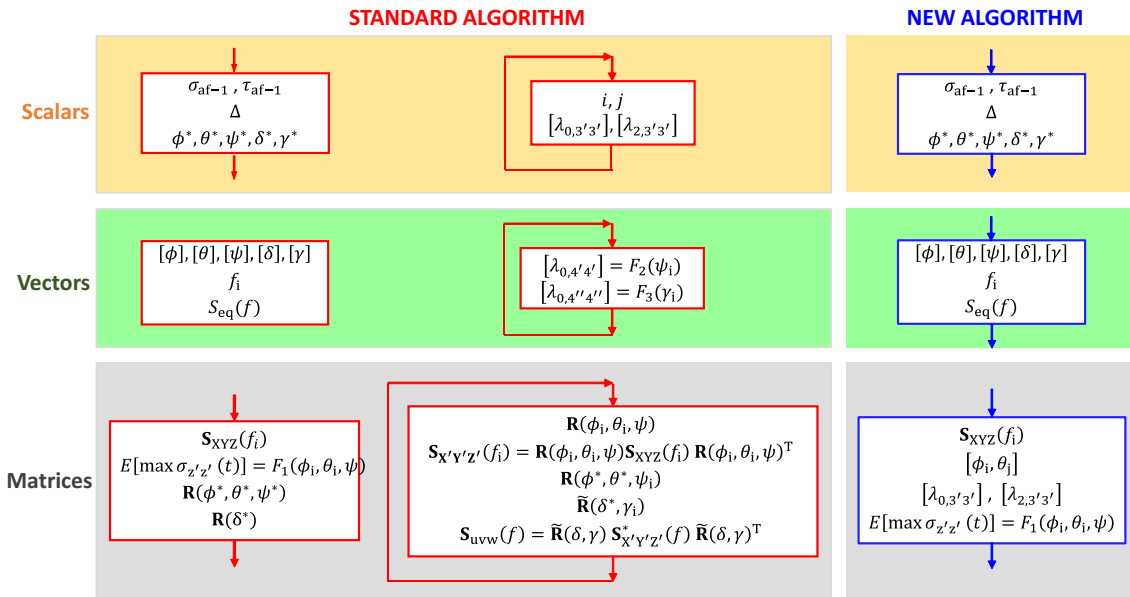 STANDARD ALGORITHM
NEW ALGORITHM
Scalars
σ_af−1 , τ_af−1
Δ
ϕ*, θ*, ψ*, δ*, γ*
i, j
[λ_0,3′3′], [λ_2,3′3′]
σ_af−1 , τ_af−1
Δ
ϕ*, θ*, ψ*, δ*, γ*
Vectors
[ϕ], [θ], [ψ], [δ], [γ]
f_i
S_eq(f)
[λ_0,4′4′] = F_2(ψ_i)
[λ_0,4′′4′′] = F_3(γ_i)
[ϕ], [θ], [ψ], [δ], [γ]
f_i
S_eq(f)
Matrices
S_XYZ(f_i)
E[max σ_z′z′(t)] = F_1(ϕ_i, θ_i, ψ)
R(ϕ*, θ*, ψ*)
R(δ*)
R(ϕ_i, θ_i, ψ)
S_X′Y′Z′(f_i) = R(ϕ_i, θ_i, ψ)S_XYZ(f_i) R(ϕ_i, θ_i, ψ)^T
R(ϕ*, θ*, ψ_i)
R̃(δ*, γ_i)
S_uvw(f) = R̃(δ, γ) S*_X′Y′Z′(f) R̃(δ, γ)^T
S_XYZ(f_i)
[ϕ_i, θ_j]
[λ_0,3′3′] , [λ_2,3′3′]
E[max σ_z′z′(t)] = F_1(ϕ_i, θ_i, ψ)